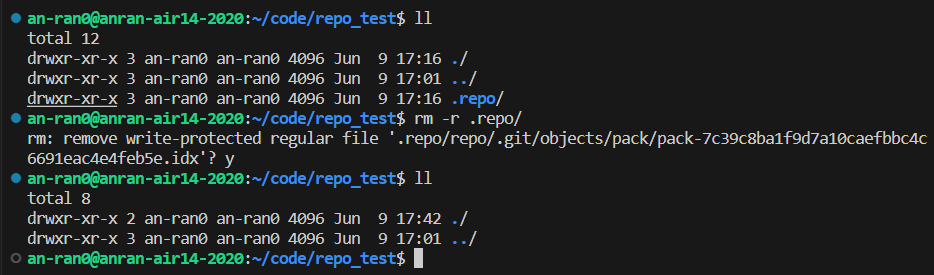 an-ran0@anran-air14-2020:~/code/repo_test$ ll
total 12
drwxr-xr-x 3 an-ran0 an-ran0 4096 Jun  9 17:16 ./
drwxr-xr-x 3 an-ran0 an-ran0 4096 Jun  9 17:01 ../
drwxr-xr-x 3 an-ran0 an-ran0 4096 Jun  9 17:16 .repo/
an-ran0@anran-air14-2020:~/code/repo_test$ rm -r .repo/
rm: remove write-protected regular file '.repo/repo/.git/objects/pack/pack-7c39c8ba1f9d7a10caefbbc4c
6691eac4e4feb5e.idx'? y
an-ran0@anran-air14-2020:~/code/repo_test$ ll
total 8
drwxr-xr-x 2 an-ran0 an-ran0 4096 Jun  9 17:42 ./
drwxr-xr-x 3 an-ran0 an-ran0 4096 Jun  9 17:01 ../
an-ran0@anran-air14-2020:~/code/repo_test$